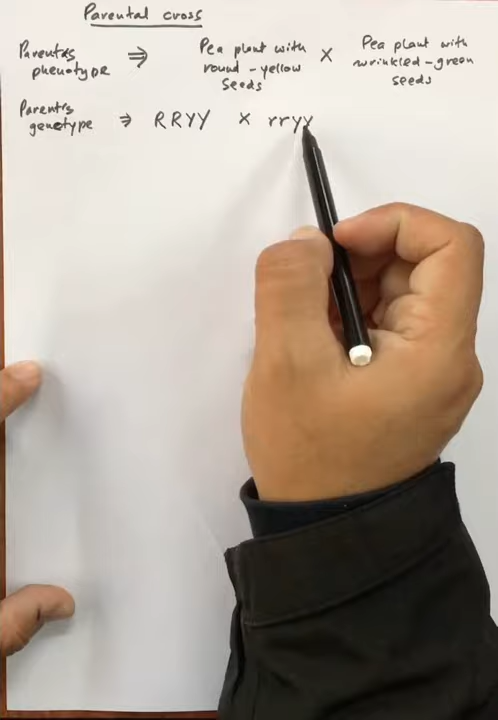 Parental cross
Parents phenotype ⇒ Pea plant with round - yellow seeds × Pea plant with wrinkled - green seeds
Parents genotype ⇒ RRYY × rryy